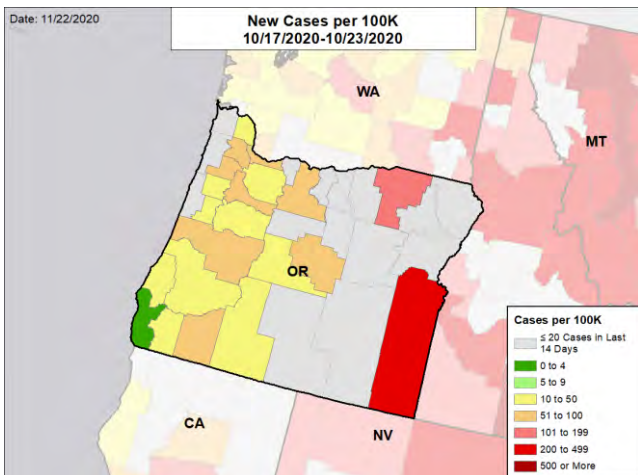 Date: 11/22/2020
New Cases per 100K
10/17/2020-10/23/2020
WA
MT
OR
CA
NV
Cases per 100K
≤ 20 Cases in Last
14 Days
0 to 4
5 to 9
10 to 50
51 to 100
101 to 199
200 to 499
500 or More